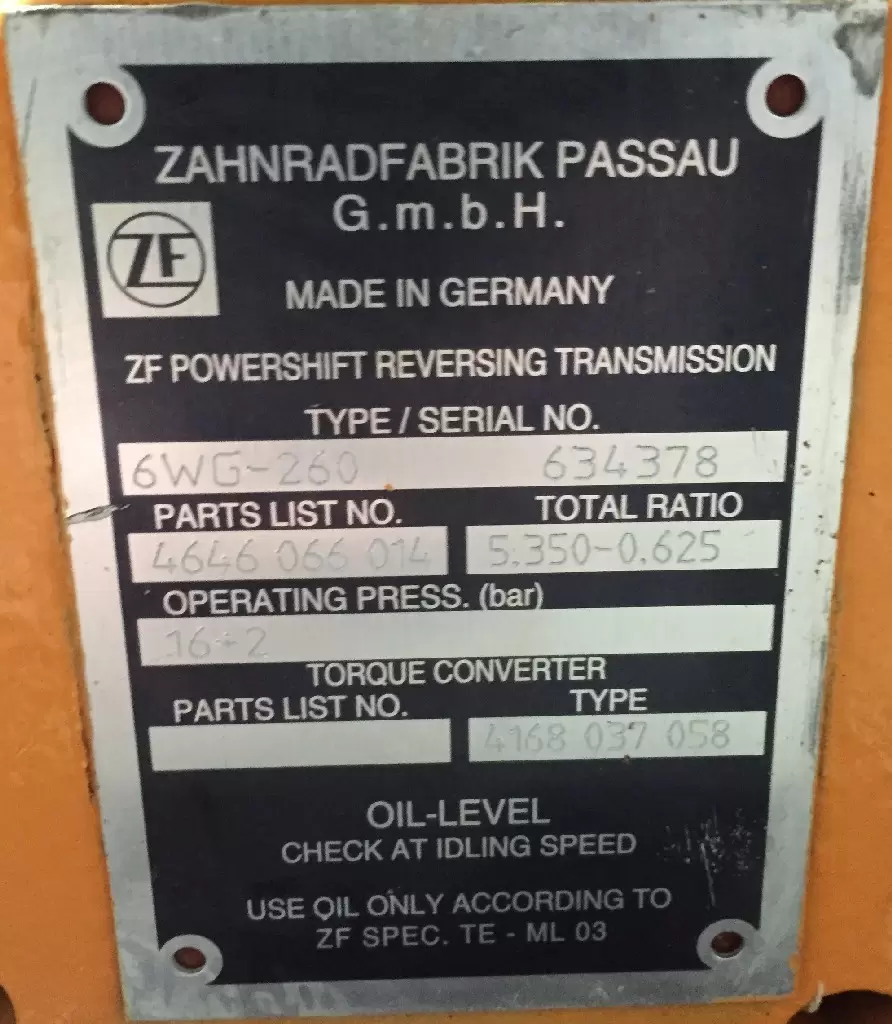 ZAHNRADFABRIK PASSAU
G.m.b.H.
ZF
MADE IN GERMANY
ZF POWERSHIFT REVERSING TRANSMISSION
TYPE / SERIAL NO.
6WG-260 634378
PARTS LIST NO. TOTAL RATIO
4646 066 014 5.350-0.625
OPERATING PRESS. (bar)
16+2
TORQUE CONVERTER
PARTS LIST NO. TYPE
4168 037 058
OIL-LEVEL
CHECK AT IDLING SPEED
USE OIL ONLY ACCORDING TO
ZF SPEC. TE - ML 03